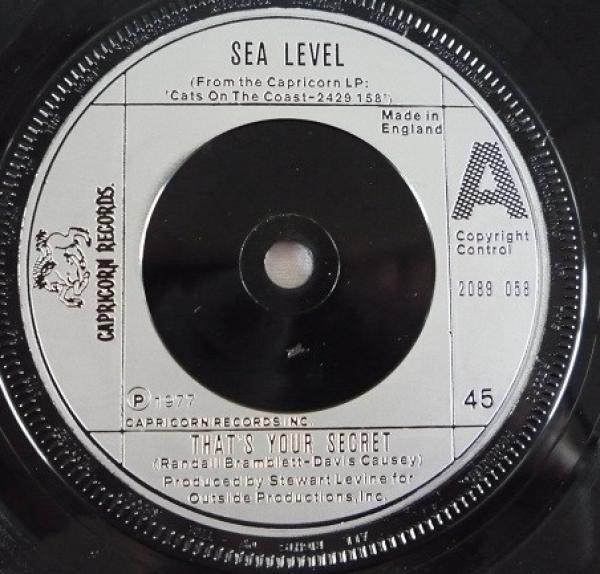 SEA LEVEL
(From the Capricorn LP:
'Cats On The Coast-2429 158')
Made in
England
A
Copyright
Control
2089 058
CAPRICORN RECORDS.
℗ 1977
45
CAPRICORN RECORDS INC.
THAT'S YOUR SECRET
(Randall Bramblett-Davis Causey)
Produced by Stewart Levine for
Outside Productions, Inc.